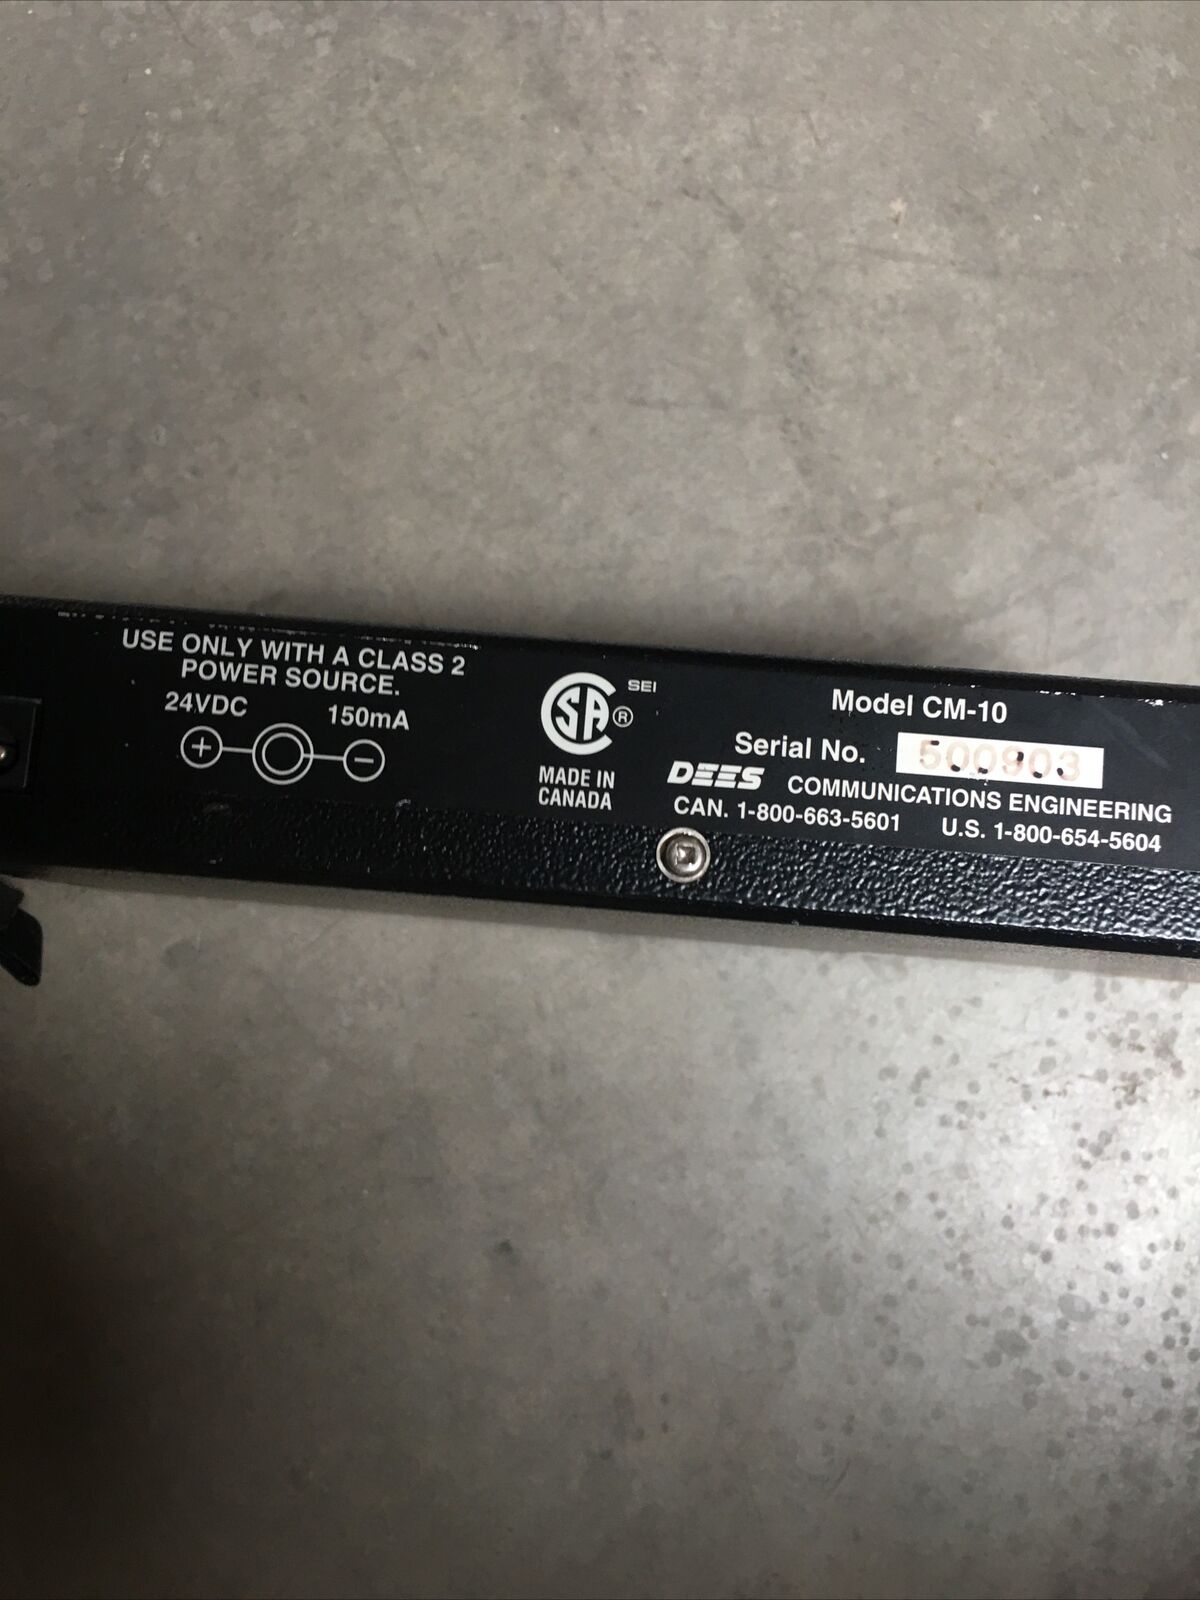 USE ONLY WITH A CLASS 2
POWER SOURCE.
24VDC 150mA
+ −
SA ® SEI
MADE IN
CANADA
Model CM-10
Serial No. 500903
DEES COMMUNICATIONS ENGINEERING
CAN. 1-800-663-5601 U.S. 1-800-654-5604